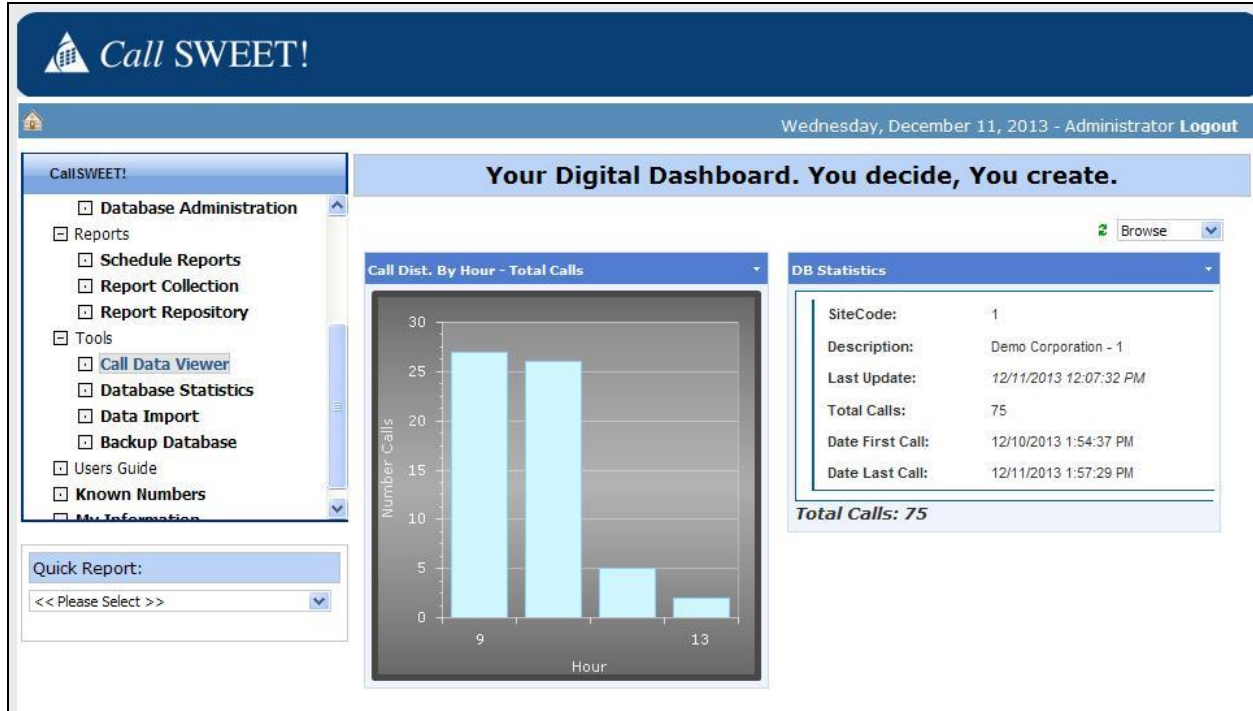 Call SWEET!
Wednesday, December 11, 2013 - Administrator Logout
CallSWEET!
Database Administration
Reports
Schedule Reports
Report Collection
Report Repository
Tools
Call Data Viewer
Database Statistics
Data Import
Backup Database
Users Guide
Known Numbers
My Information
Quick Report:
<< Please Select >>
Your Digital Dashboard. You decide, You create.
Browse
Call Dist. By Hour - Total Calls
30
25
20
15
10
5
0
Number Calls
9
13
Hour
DB Statistics
SiteCode: 1
Description: Demo Corporation - 1
Last Update: 12/11/2013 12:07:32 PM
Total Calls: 75
Date First Call: 12/10/2013 1:54:37 PM
Date Last Call: 12/11/2013 1:57:29 PM
Total Calls: 75